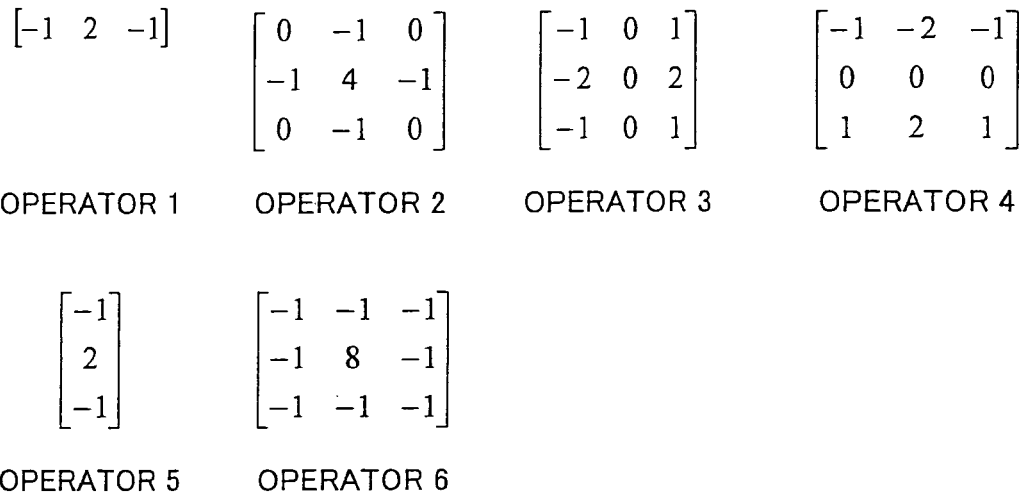 [-1 2 -1]
0 -1 0
-1 4 -1
0 -1 0
-1 0 1
-2 0 2
-1 0 1
-1 -2 -1
0 0 0
1 2 1
OPERATOR 1
OPERATOR 2
OPERATOR 3
OPERATOR 4
-1
2
-1
-1 -1 -1
-1 8 -1
-1 -1 -1
OPERATOR 5
OPERATOR 6